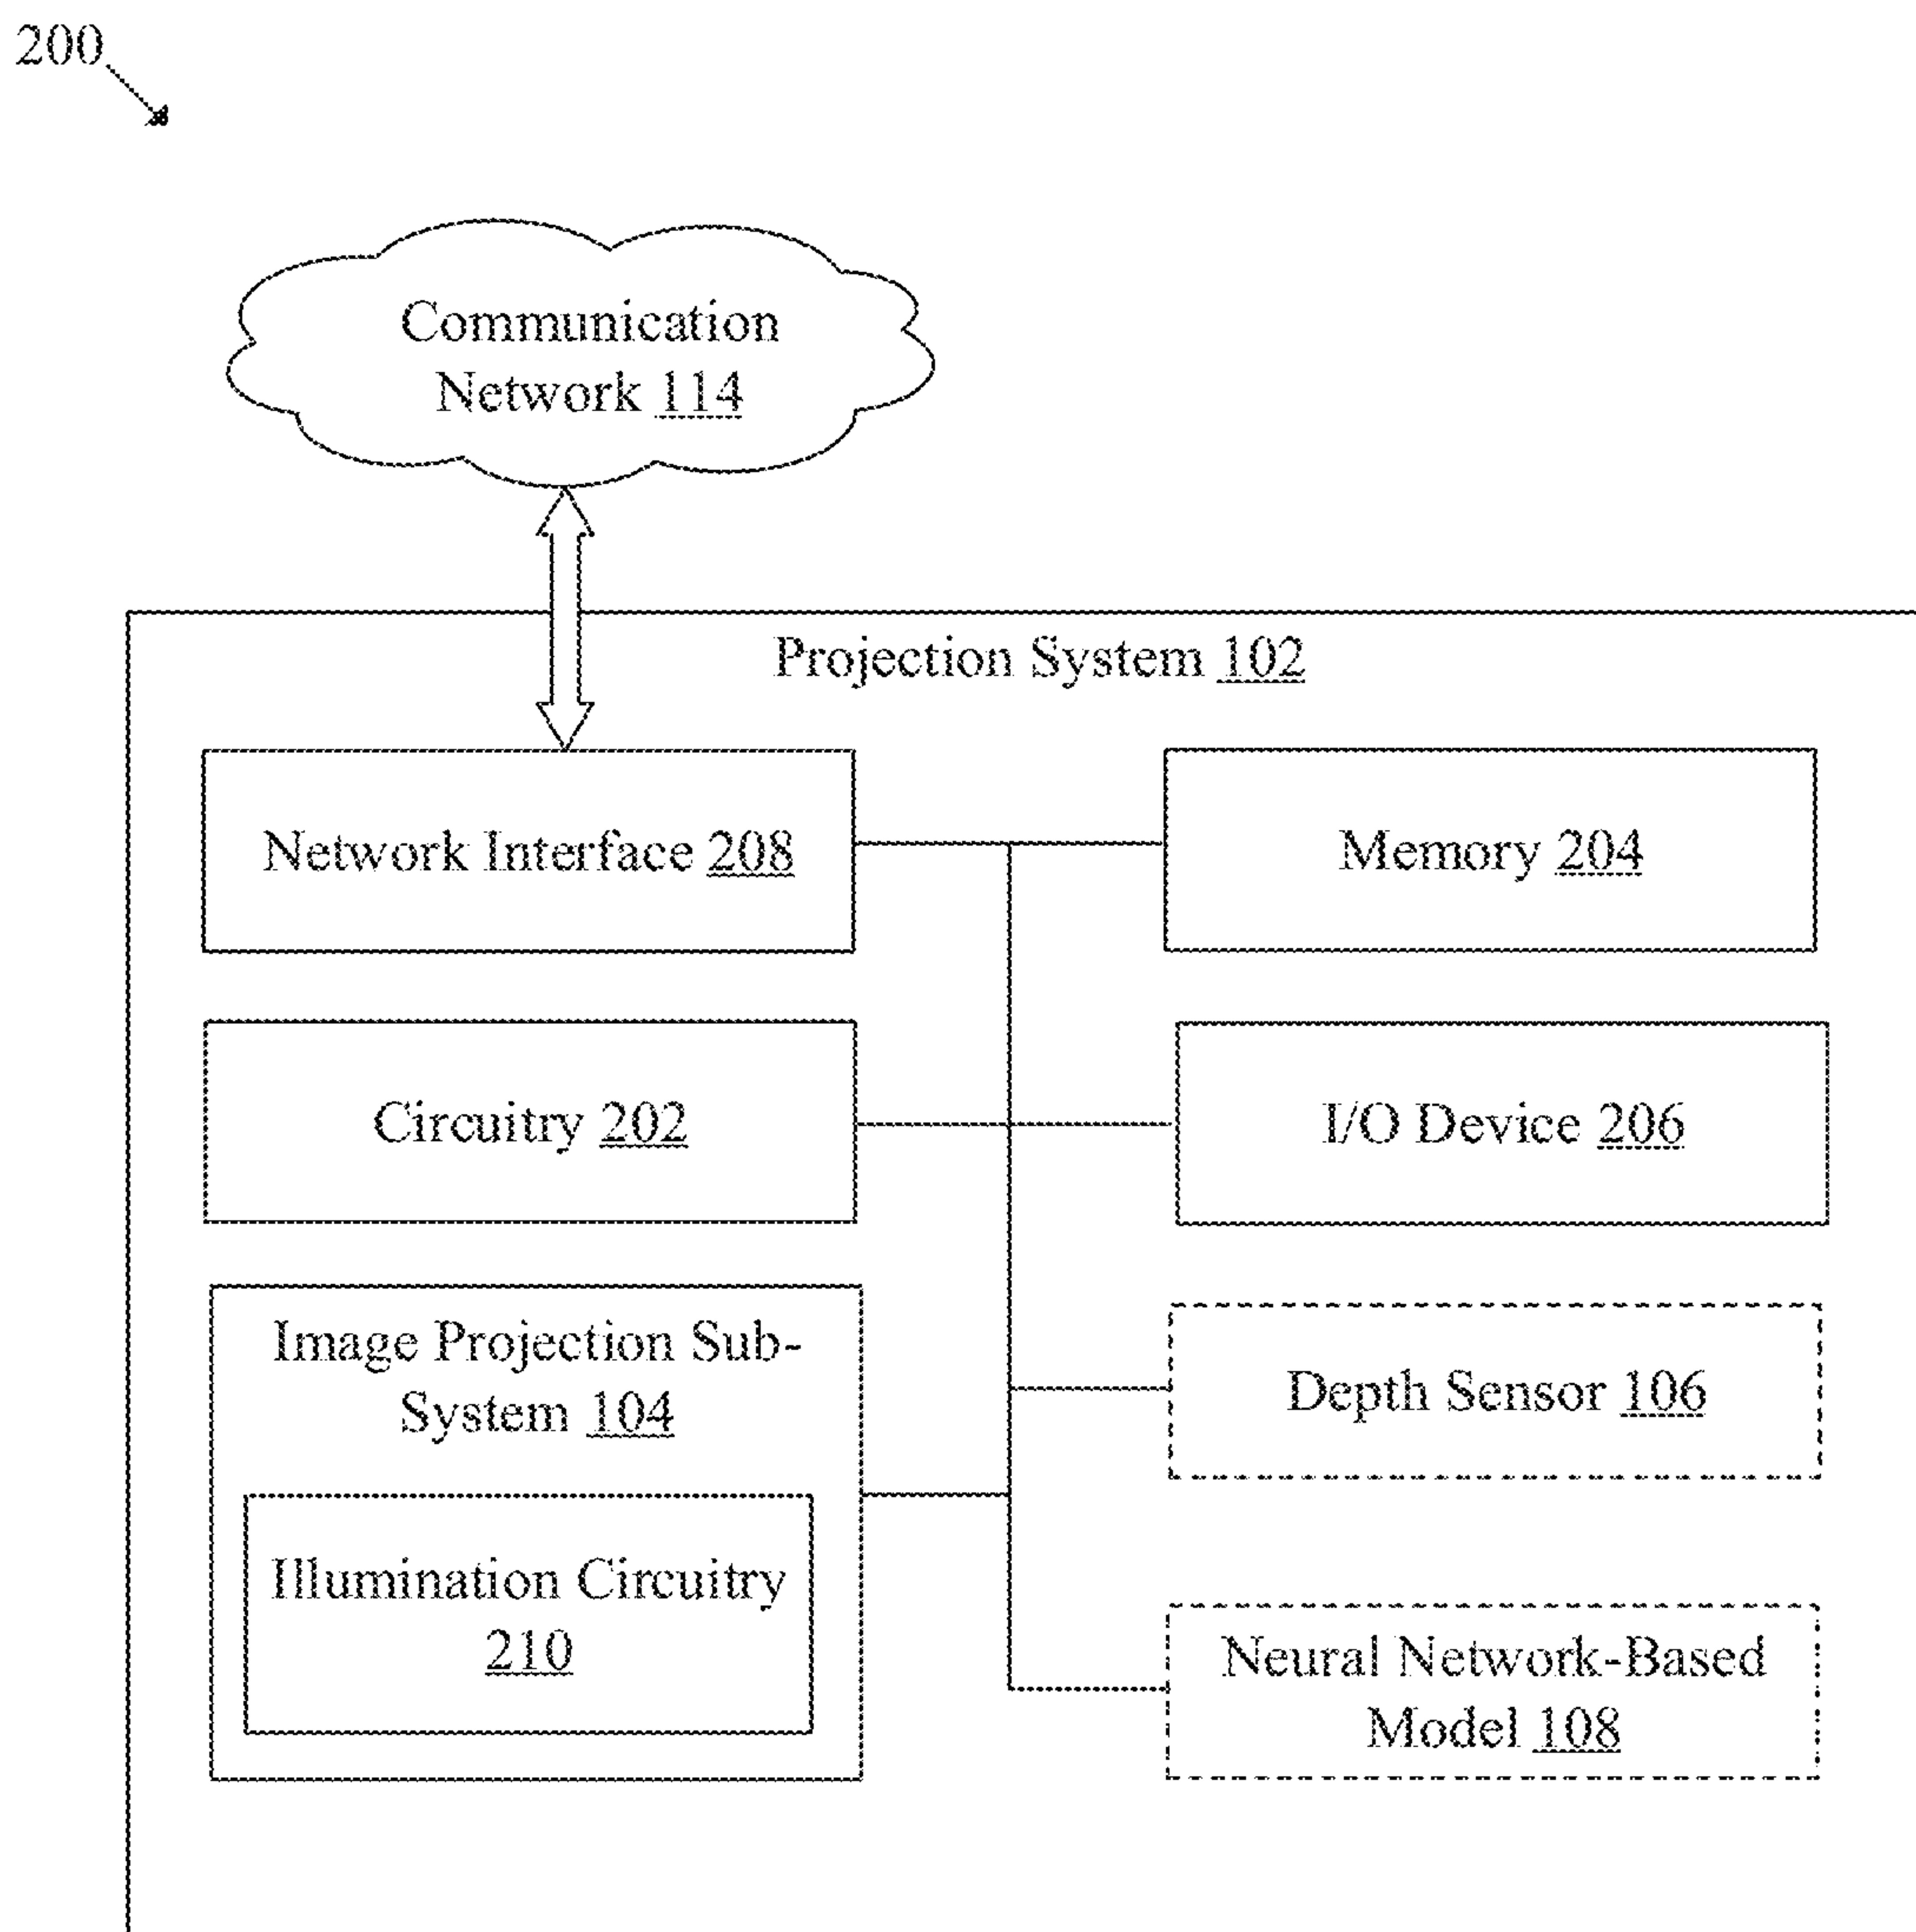 200
Communication
Network 114
Projection System 102
Network Interface 208
Memory 204
Circuitry 202
I/O Device 206
Image Projection Sub-
System 104
Depth Sensor 106
Illumination Circuitry
210
Neural Network-Based
Model 108